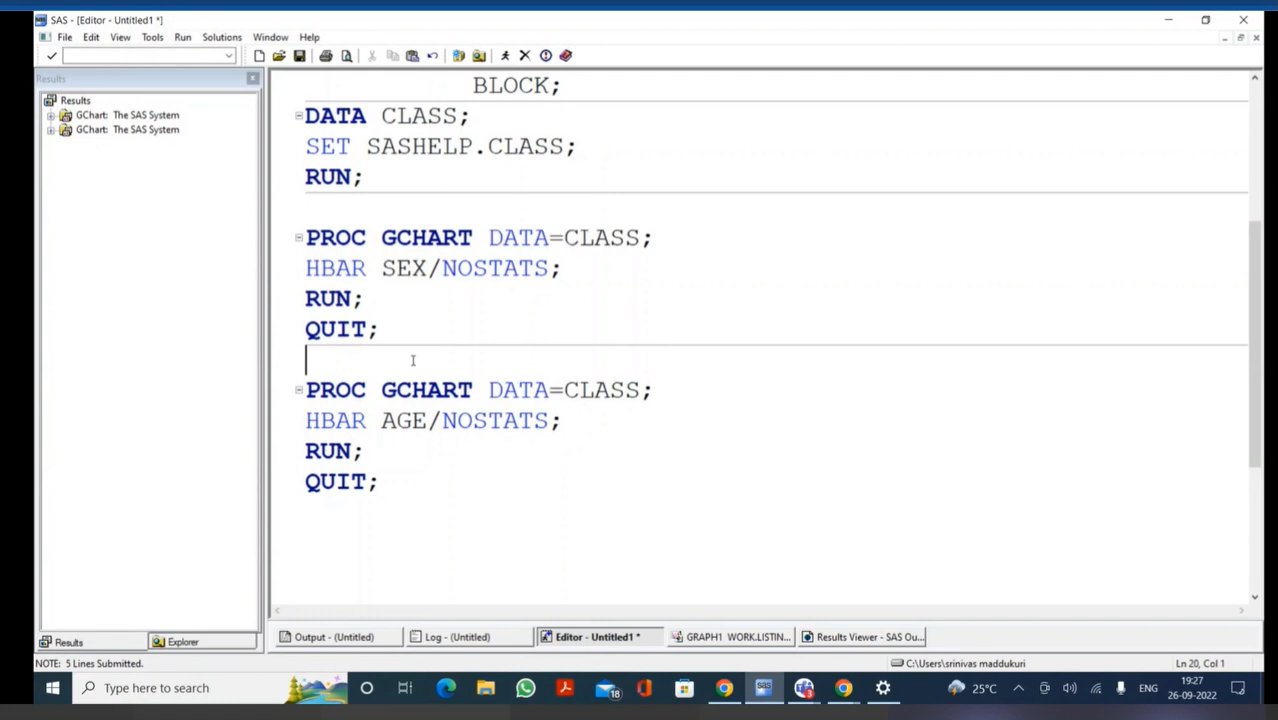 SAS - [Editor - Untitled1 *]
File Edit View Tools Run Solutions Window Help
Results
Results
GChart: The SAS System
GChart: The SAS System
BLOCK;
DATA CLASS;
SET SASHELP.CLASS;
RUN;
PROC GCHART DATA=CLASS;
HBAR SEX/NOSTATS;
RUN;
QUIT;
PROC GCHART DATA=CLASS;
HBAR AGE/NOSTATS;
RUN;
QUIT;
Results Explorer
Output - (Untitled) Log - (Untitled) Editor - Untitled1 * GRAPH1 WORK.LISTIN... Results Viewer - SAS Ou...
NOTE: 5 Lines Submitted. C:\Users\srinivas maddukuri Ln 20, Col 1
Type here to search 18 sas 25°C ENG 19:27
26-09-2022